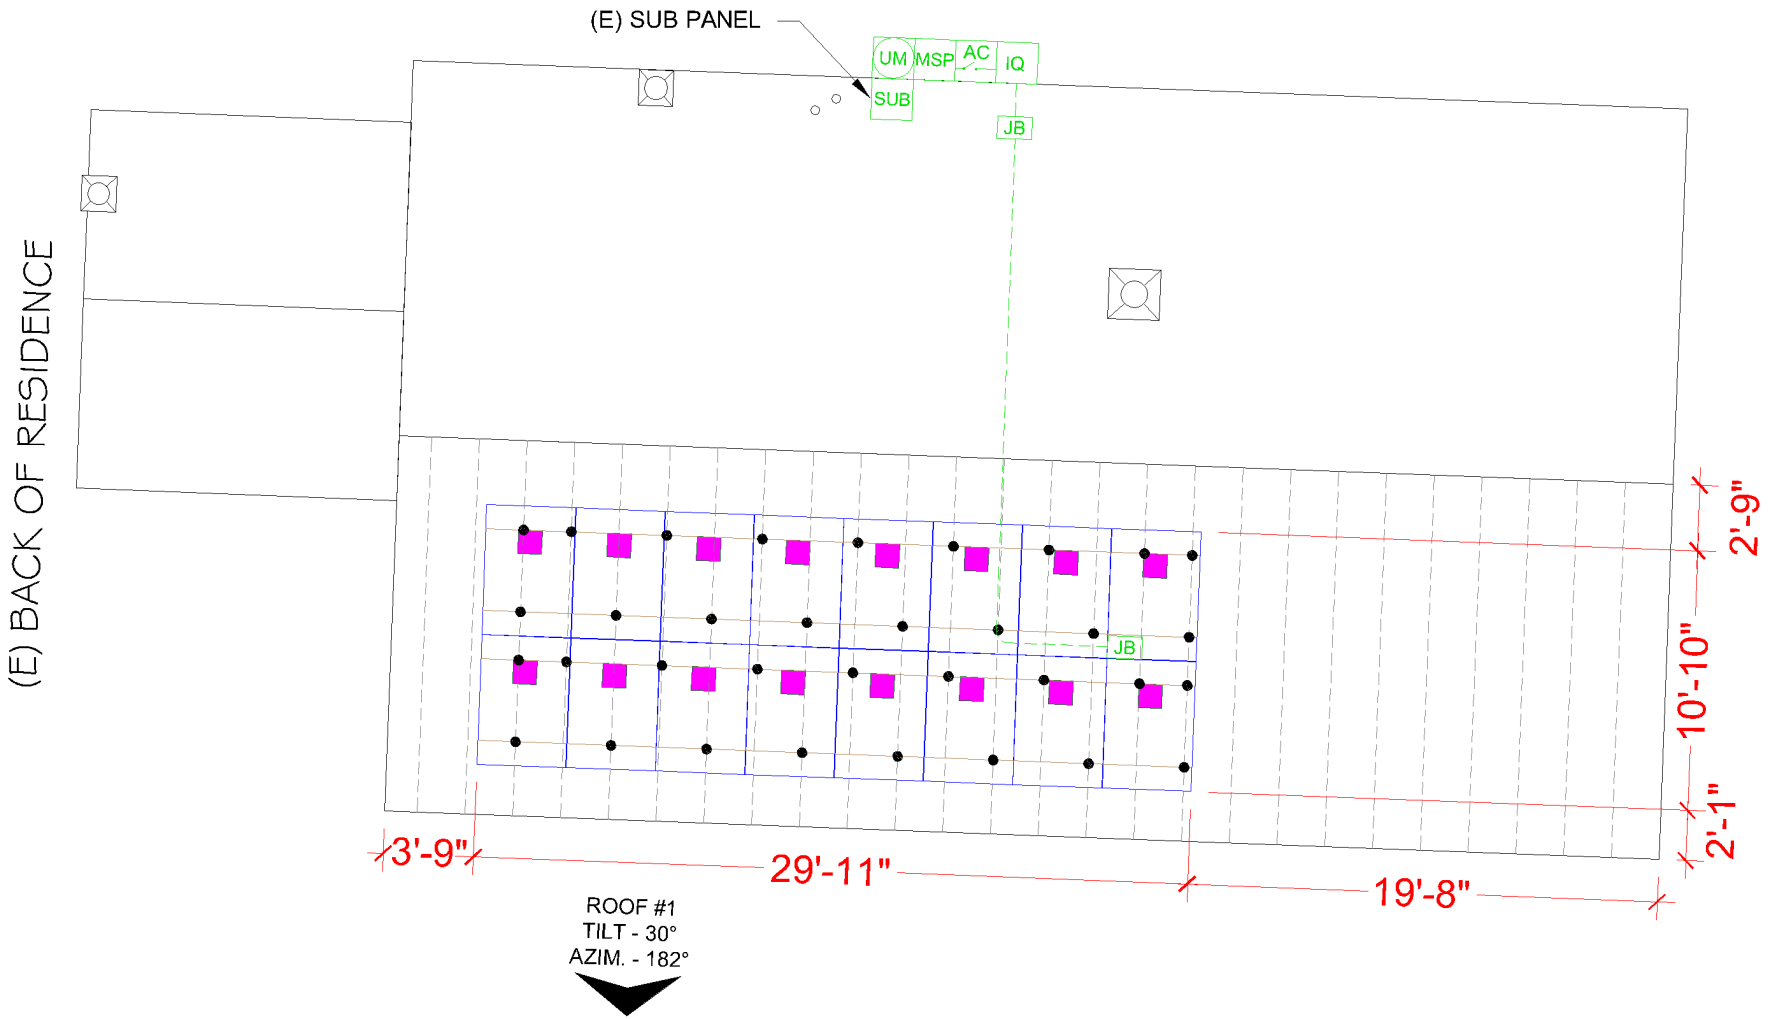 (E) SUB PANEL
UM
MSP
AC
IQ
SUB
JB
(E) BACK OF RESIDENCE
2'-9"
10'-10"
2'-1"
JB
3'-9"
29'-11"
19'-8"
ROOF #1
TILT - 30°
AZIM. - 182°